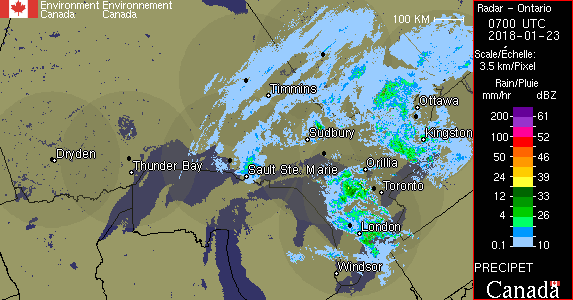 Environment Environnement
Canada Canada
100 KM
Timmins
Ottawa
Sudbury
Kingston
Dryden
Thunder Bay
Sault Ste. Marie
Orillia
Toronto
London
Windsor
Radar - Ontario
0700 UTC
2018-01-23
Scale/Échelle:
3.5 km/Pixel
Rain/Pluie
mm/hr dBZ
200 61
100 52
50 46
24 39
12 33
4 26
0.1 10
PRECIPET
Canada